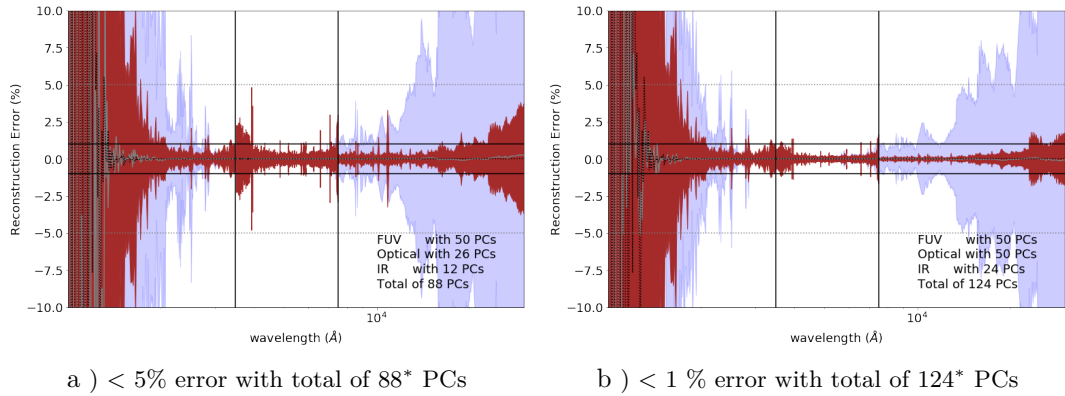 10.0
7.5
5.0
2.5
0.0
−2.5
−5.0
−7.5
−10.0
Reconstruction Error (%)
FUV with 50 PCs
Optical with 26 PCs
IR with 12 PCs
Total of 88 PCs
10⁴
wavelength (Å)
10.0
7.5
5.0
2.5
0.0
−2.5
−5.0
−7.5
−10.0
Reconstruction Error (%)
FUV with 50 PCs
Optical with 50 PCs
IR with 24 PCs
Total of 124 PCs
10⁴
wavelength (Å)
a ) < 5% error with total of 88* PCs
b ) < 1 % error with total of 124* PCs